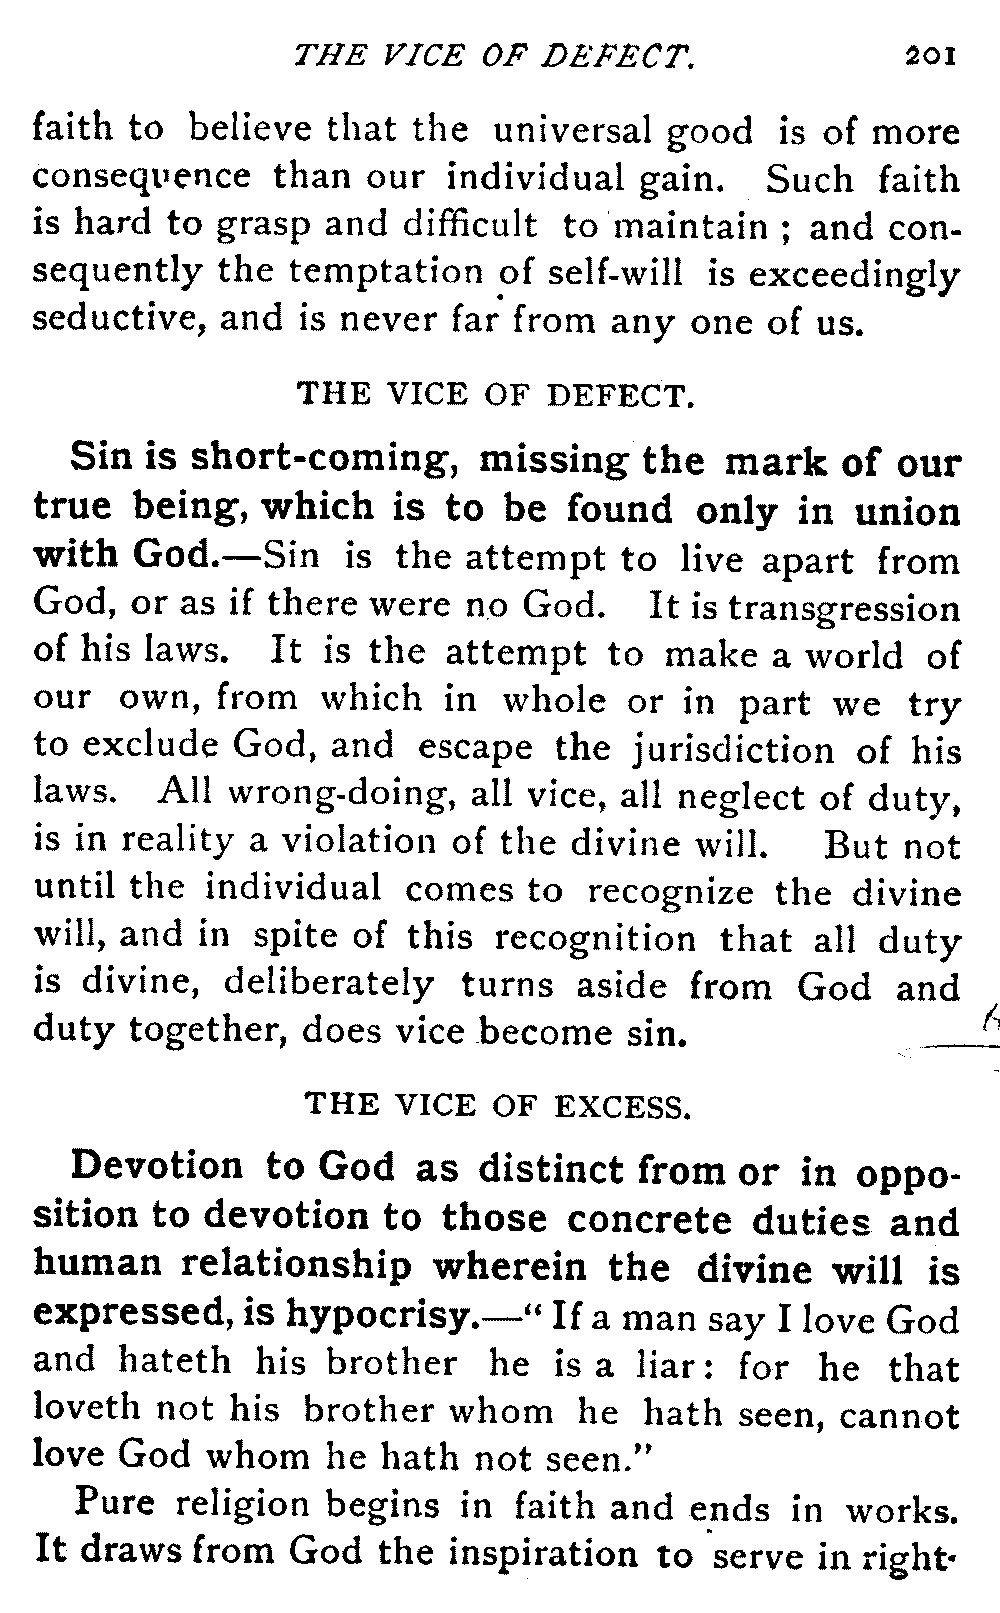 THE VICE OF DEFECT. 201
faith to believe that the universal good is of more
consequence than our individual gain. Such faith
is hard to grasp and difficult to maintain ; and con-
sequently the temptation of self-will is exceedingly
seductive, and is never far from any one of us.
THE VICE OF DEFECT.
Sin is short-coming, missing the mark of our
true being, which is to be found only in union
with God.—Sin is the attempt to live apart from
God, or as if there were no God. It is transgression
of his laws. It is the attempt to make a world of
our own, from which in whole or in part we try
to exclude God, and escape the jurisdiction of his
laws. All wrong-doing, all vice, all neglect of duty,
is in reality a violation of the divine will. But not
until the individual comes to recognize the divine
will, and in spite of this recognition that all duty
is divine, deliberately turns aside from God and
duty together, does vice become sin.
THE VICE OF EXCESS.
Devotion to God as distinct from or in oppo-
sition to devotion to those concrete duties and
human relationship wherein the divine will is
expressed, is hypocrisy.—“ If a man say I love God
and hateth his brother he is a liar: for he that
loveth not his brother whom he hath seen, cannot
love God whom he hath not seen.”
Pure religion begins in faith and ends in works.
It draws from God the inspiration to serve in right-